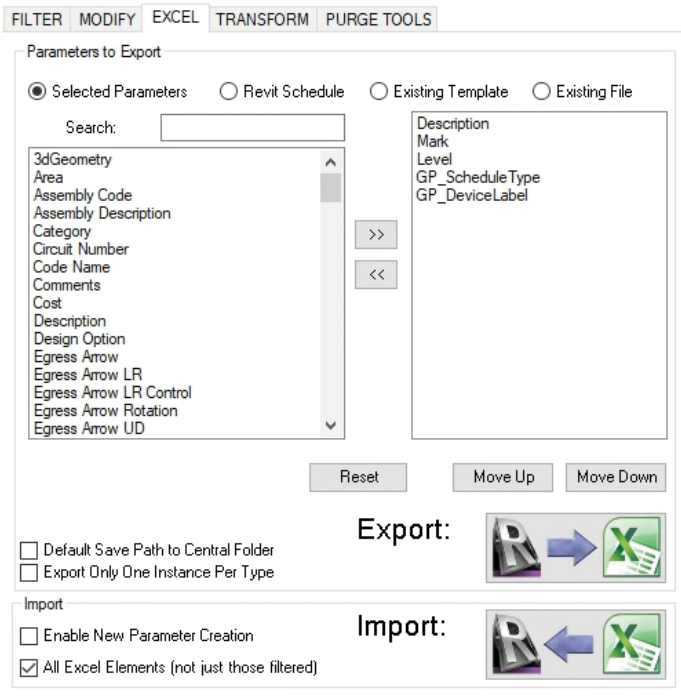 FILTER MODIFY EXCEL TRANSFORM PURGE TOOLS
Parameters to Export
Selected Parameters Revit Schedule Existing Template Existing File
Search:
3dGeometry
Area
Assembly Code
Assembly Description
Category
Circuit Number
Code Name
Comments
Cost
Description
Design Option
Egress Arrow
Egress Arrow LR
Egress Arrow LR Control
Egress Arrow Rotation
Egress Arrow UD
>>
<<
Description
Mark
Level
GP_ScheduleType
GP_DeviceLabel
Reset Move Up Move Down
Export:
R X
Default Save Path to Central Folder
Export Only One Instance Per Type
Import
Enable New Parameter Creation
All Excel Elements (not just those filtered)
Import:
R X